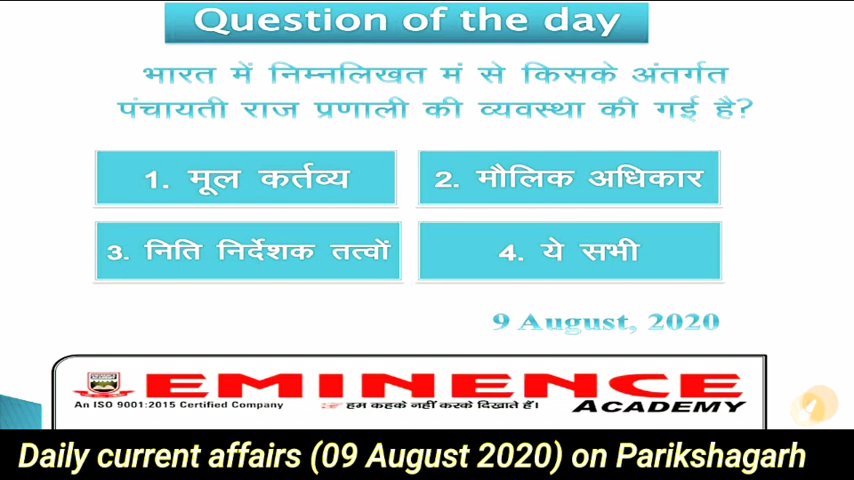 Question of the day
भारत में निम्नलिखत मं से किसके अंतर्गत
पंचायती राज प्रणाली की व्यवस्था की गई है?
1. मूल कर्तव्य
2. मौलिक अधिकार
3. निति निर्देशक तत्वों
4. ये सभी
9 August, 2020
EMINENCE
An ISO 9001:2015 Certified Company
हम कहके नहीं करके दिखाते हैं।
ACADEMY
Daily current affairs (09 August 2020) on Parikshagarh